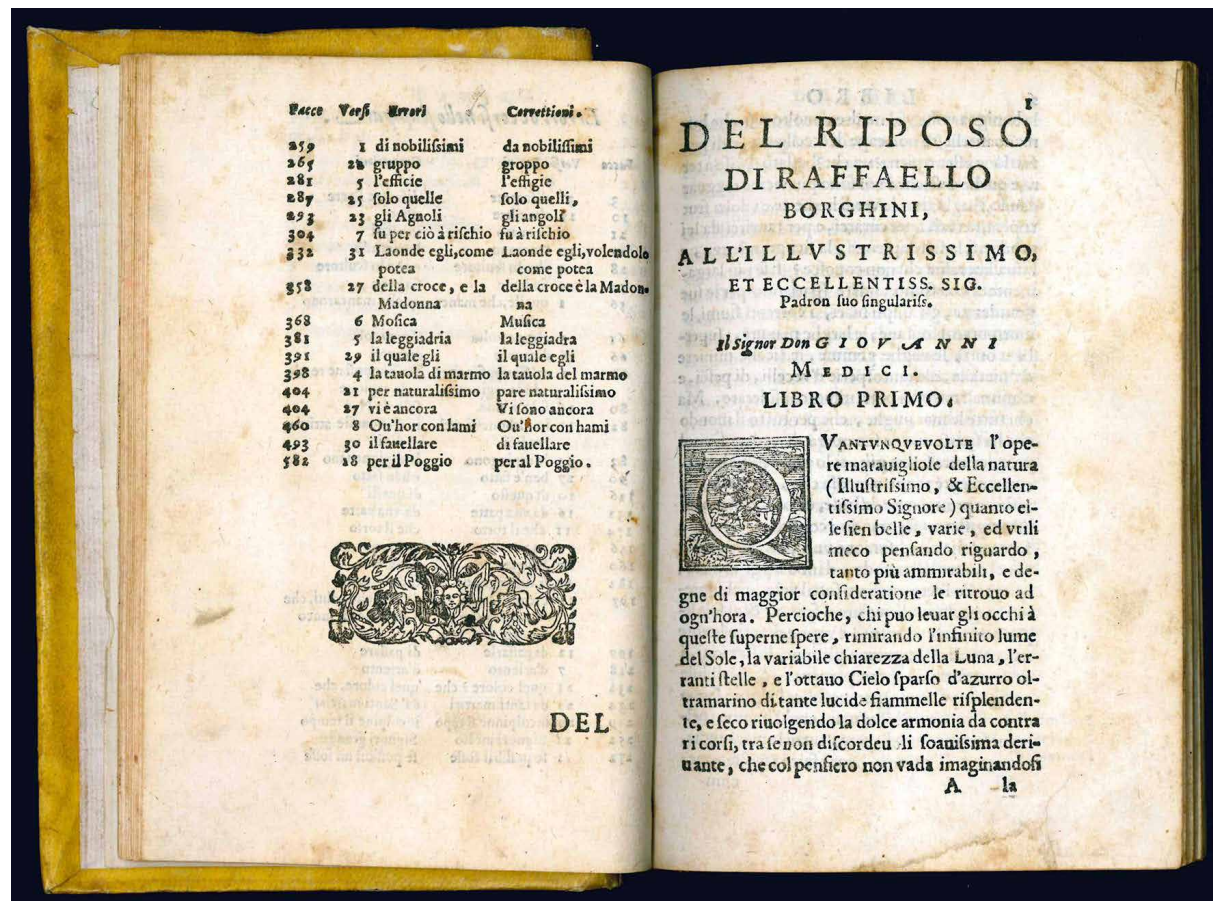 Facce Versi Errori Correttioni.
259 1 di nobiliſsimi da nobiliſſimi
265 22 gruppo groppo
281 5 l'efficie l'effigie
287 25 ſolo quelle ſolo quelli,
293 23 gli Agnoli gli angoli
304 7 fu per ciò à riſchio fu à riſchio
332 31 Laonde egli,come Laonde egli,volendolo
potea come potea
358 27 della croce, e la della croce è la Madon-
Madonna na
368 6 Moſica Muſica
381 5 la leggiadria la leggiadra
391 29 il quale gli il quale egli
398 4 la tauola di marmo la tauola del marmo
404 21 per naturaliſsimo pare naturaliſsimo
404 27 vi è ancora Vi ſono ancora
460 8 Ou'hor con lami Ou'hor con hami
493 30 il fauellare di fauellare
582 18 per il Poggio per al Poggio.
DEL
1
DEL RIPOSO
DI RAFFAELLO
BORGHINI,
ALL'ILLVSTRISSIMO,
ET ECCELLENTISS. SIG.
Padron ſuo ſingulariſs.
Il Signor Don GIOVANNI
MEDICI.
LIBRO PRIMO.
QVANTVNQVEVOLTE l'ope-
re marauiglioſe della natura
(Illuſtriſsimo, & Eccellen-
tiſsimo Signore) quanto el-
le ſien belle, varie, ed vtili
meco penſando riguardo,
tanto più ammirabili, e de-
gne di maggior conſideratione le ritrouo ad
ogn'hora. Percioche, chi puo leuar gli occhi à
queſte ſuperne ſpere, rimirando l'infinito lume
del Sole, la variabile chiarezza della Luna, l'er-
ranti ſtelle, e l'ottauo Cielo ſparſo d'azurro ol-
tramarino di tante lucide fiammelle riſplenden-
te, e ſeco riuolgendo la dolce armonia da contra
ri corſi, tra ſe non diſcordeuoli ſoauiſsima deri-
uante, che col penſiero non vada imaginandoſi
A la